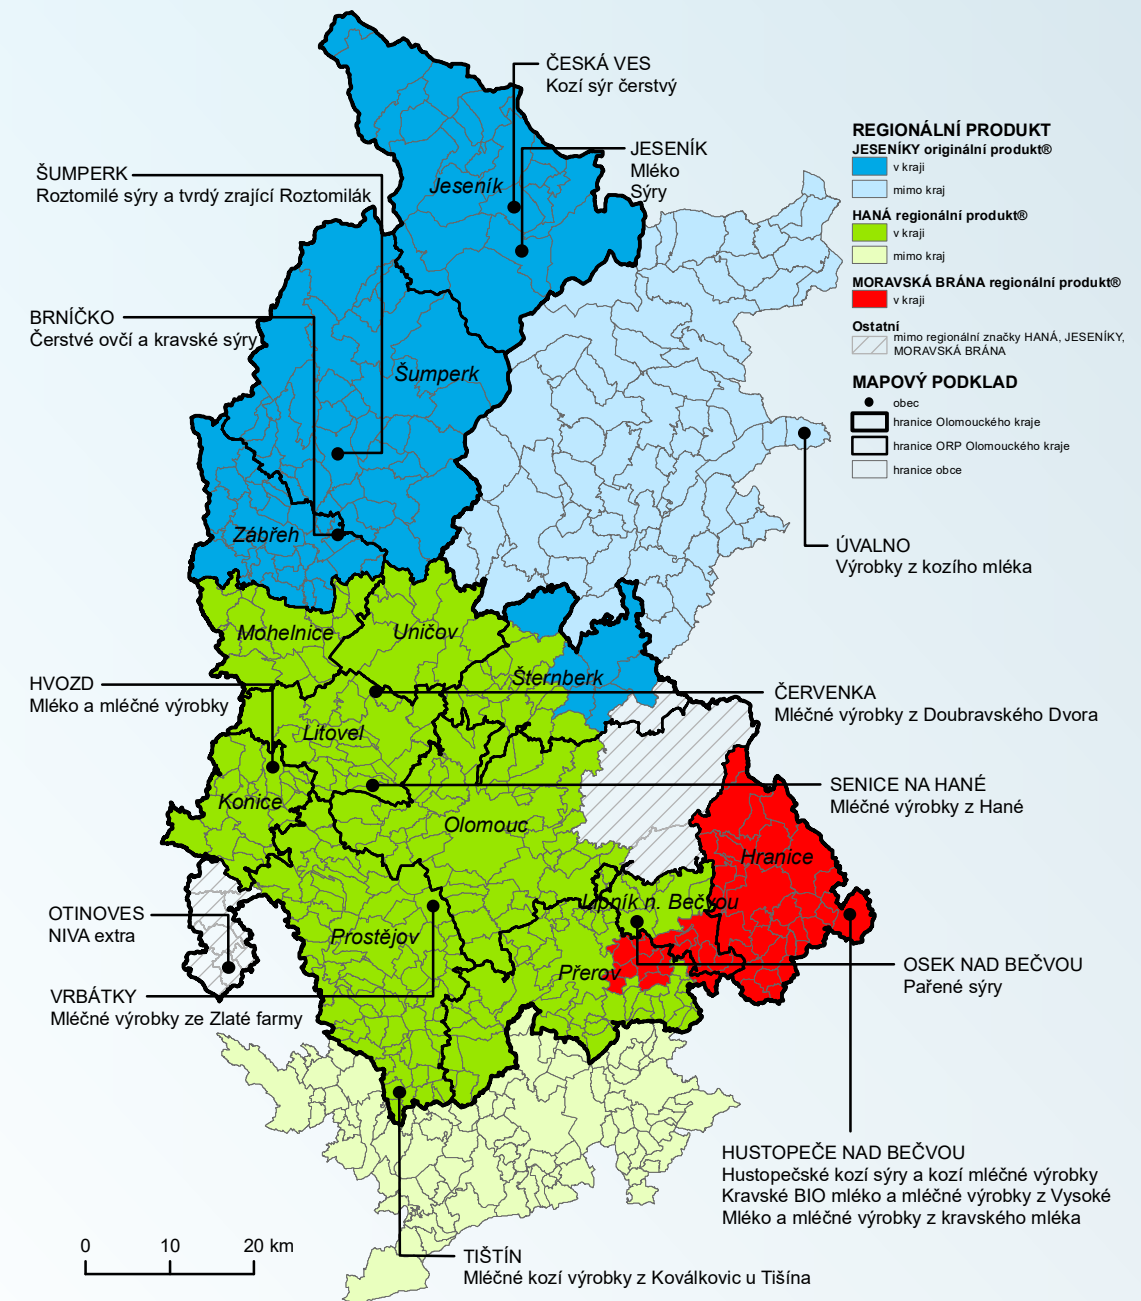 ČESKÁ VES
Kozí sýr čerstvý
JESENÍK
Mléko
Sýry
ŠUMPERK
Roztomilé sýry a tvrdý zrající Roztomilák
BRNÍČKO
Čerstvé ovčí a kravské sýry
REGIONÁLNÍ PRODUKT
JESENÍKY originální produkt®
v kraji
mimo kraj
HANÁ regionální produkt®
v kraji
mimo kraj
MORAVSKÁ BRÁNA regionální produkt®
v kraji
Ostatní
mimo regionální značky HANÁ, JESENÍKY,
MORAVSKÁ BRÁNA
MAPOVÝ PODKLAD
obec
hranice Olomouckého kraje
hranice ORP Olomouckého kraje
hranice obce
Jeseník
Šumperk
Zábřeh
ÚVALNO
Výrobky z kozího mléka
Mohelnice
Uničov
Šternberk
HVOZD
Mléko a mléčné výrobky
ČERVENKA
Mléčné výrobky z Doubravského Dvora
Litovel
SENICE NA HANÉ
Mléčné výrobky z Hané
Konice
Olomouc
Hranice
Lipník n. Bečvou
OTINOVES
NIVA extra
Prostějov
Přerov
OSEK NAD BEČVOU
Pařené sýry
VRBÁTKY
Mléčné výrobky ze Zlaté farmy
HUSTOPEČE NAD BEČVOU
Hustopečské kozí sýry a kozí mléčné výrobky
Kravské BIO mléko a mléčné výrobky z Vysoké
Mléko a mléčné výrobky z kravského mléka
0 10 20 km
TIŠTÍN
Mléčné kozí výrobky z Koválkovic u Tišína